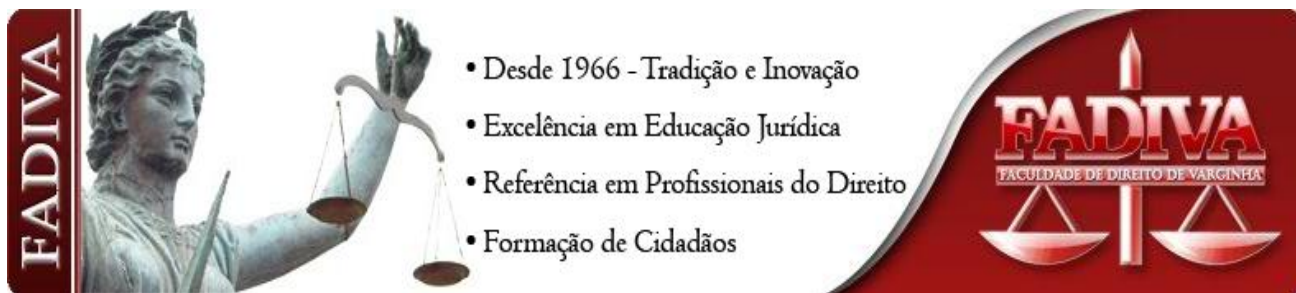 FADIVA
• Desde 1966 - Tradição e Inovação
• Excelência em Educação Jurídica
• Referência em Profissionais do Direito
• Formação de Cidadãos
FADIVA
FACULDADE DE DIREITO DE VARGINHA